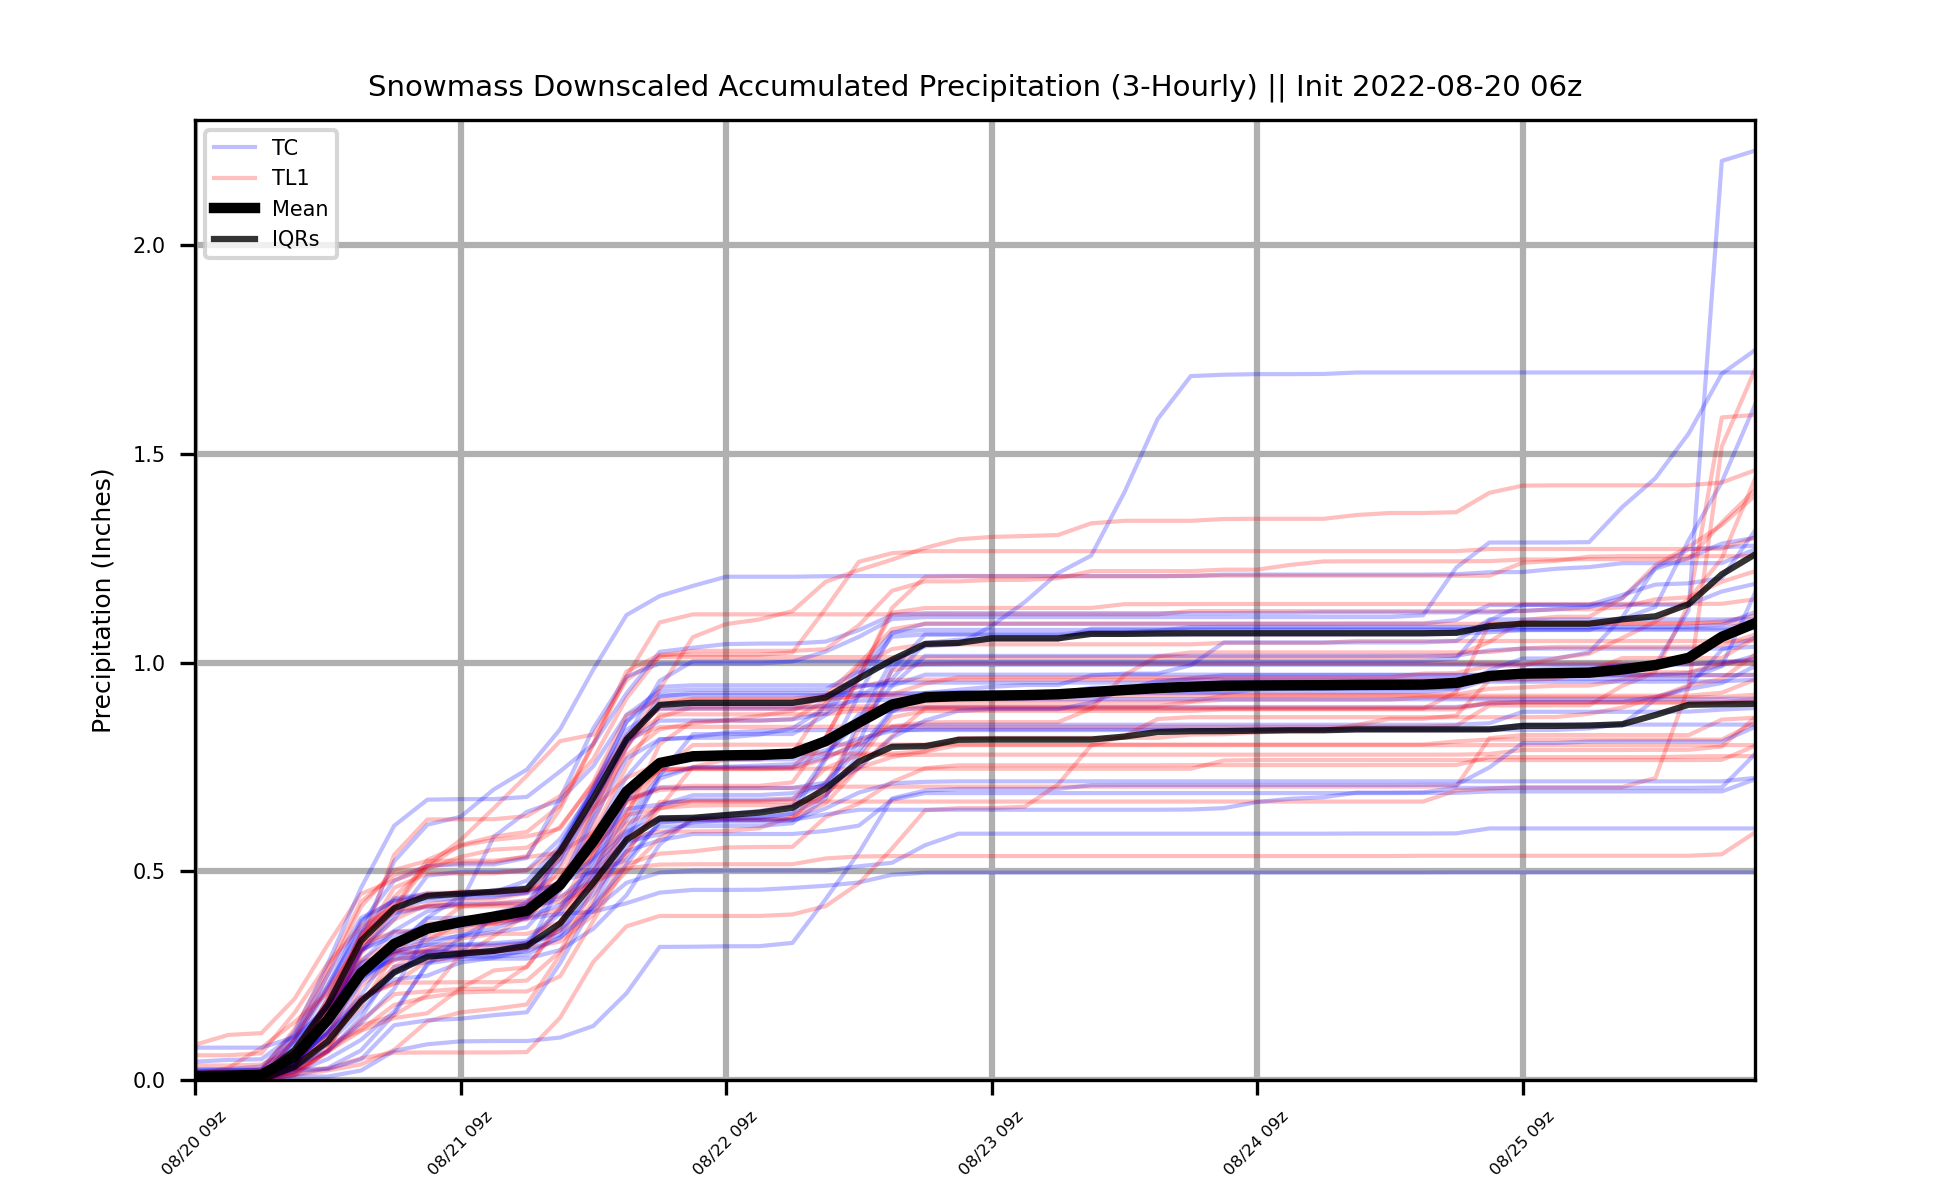 Snowmass Downscaled Accumulated Precipitation (3-Hourly) || Init 2022-08-20 06z
TC
TL1
Mean
IQRs
Precipitation (Inches)
2.0
1.5
1.0
0.5
0.0
08/20 09z
08/21 09z
08/22 09z
08/23 09z
08/24 09z
08/25 09z